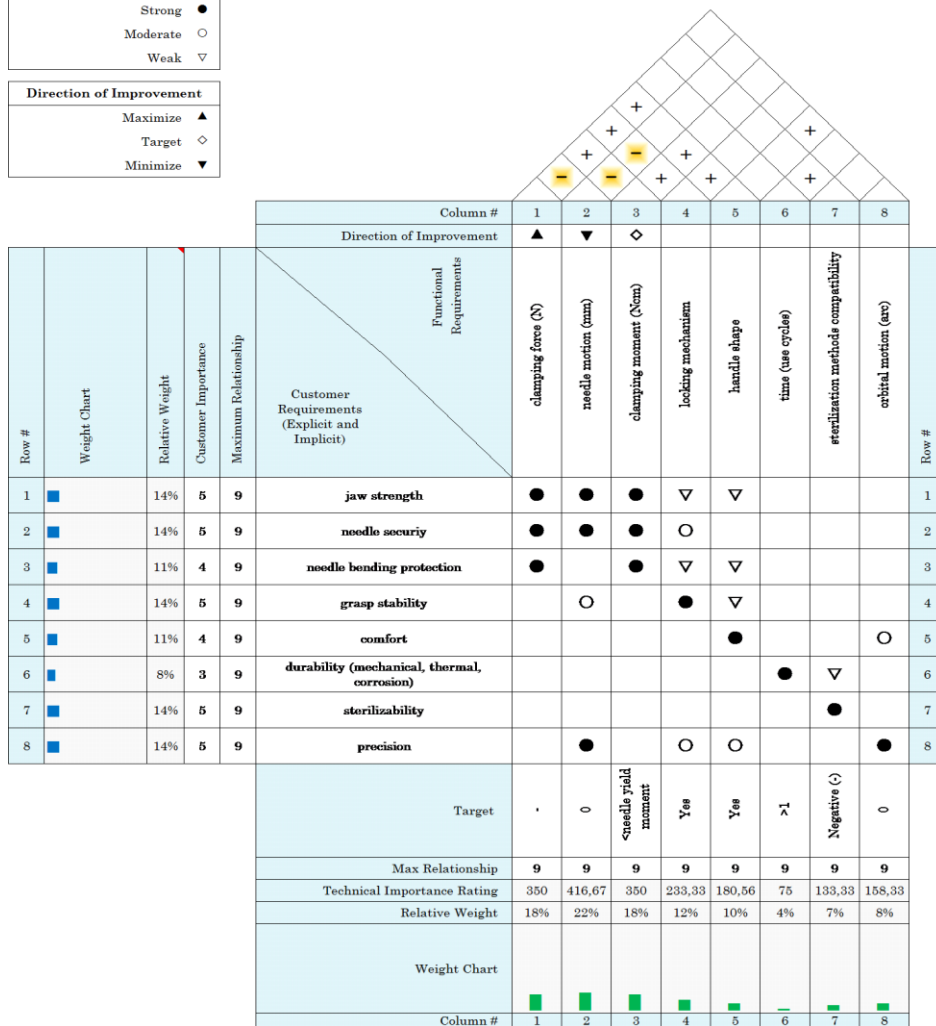 Strong ●
Moderate ○
Weak ▽
Direction of Improvement
Maximize ▲
Target ◇
Minimize ▼
+
+ +
+ − +
− − + + +
Column # 1 2 3 4 5 6 7 8
Direction of Improvement ▲ ▼ ◇
Row #
Weight Chart
Relative Weight
Customer Importance
Maximum Relationship
Customer
Requirements
(Explicit and
Implicit)
Functional
Requirements
clamping force (N)
needle motion (mm)
clamping moment (Ncm)
locking mechanism
handle shape
time (use cycles)
sterilization methods compatibility
orbital motion (arc)
Row #
1 14% 5 9 jaw strength ● ● ● ▽ ▽ 1
2 14% 5 9 needle securiy ● ● ● ○ 2
3 11% 4 9 needle bending protection ● ● ▽ ▽ 3
4 14% 5 9 grasp stability ○ ● ▽ 4
5 11% 4 9 comfort ● ○ 5
6 8% 3 9 durability (mechanical, thermal,
corrosion) ● ▽ 6
7 14% 5 9 sterilizability ● 7
8 14% 5 9 precision ● ○ ○ ● 8
Target
-
0
<needle yield
moment
Yes
Yes
>1
Negative (-)
0
Max Relationship 9 9 9 9 9 9 9 9
Technical Importance Rating 350 416,67 350 233,33 180,56 75 133,33 158,33
Relative Weight 18% 22% 18% 12% 10% 4% 7% 8%
Weight Chart
Column # 1 2 3 4 5 6 7 8